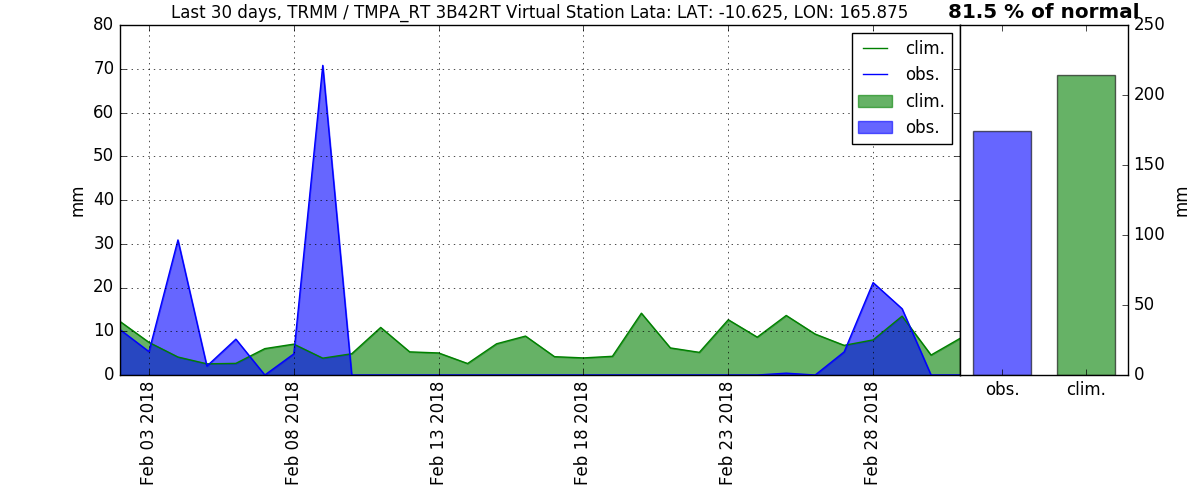 Last 30 days, TRMM / TMPA_RT 3B42RT Virtual Station Lata: LAT: -10.625, LON: 165.875
81.5 % of normal
80
70
60
50
40
30
20
10
0
mm
clim.
obs.
clim.
obs.
Feb 03 2018
Feb 08 2018
Feb 13 2018
Feb 18 2018
Feb 23 2018
Feb 28 2018
250
200
150
100
50
0
mm
obs.
clim.